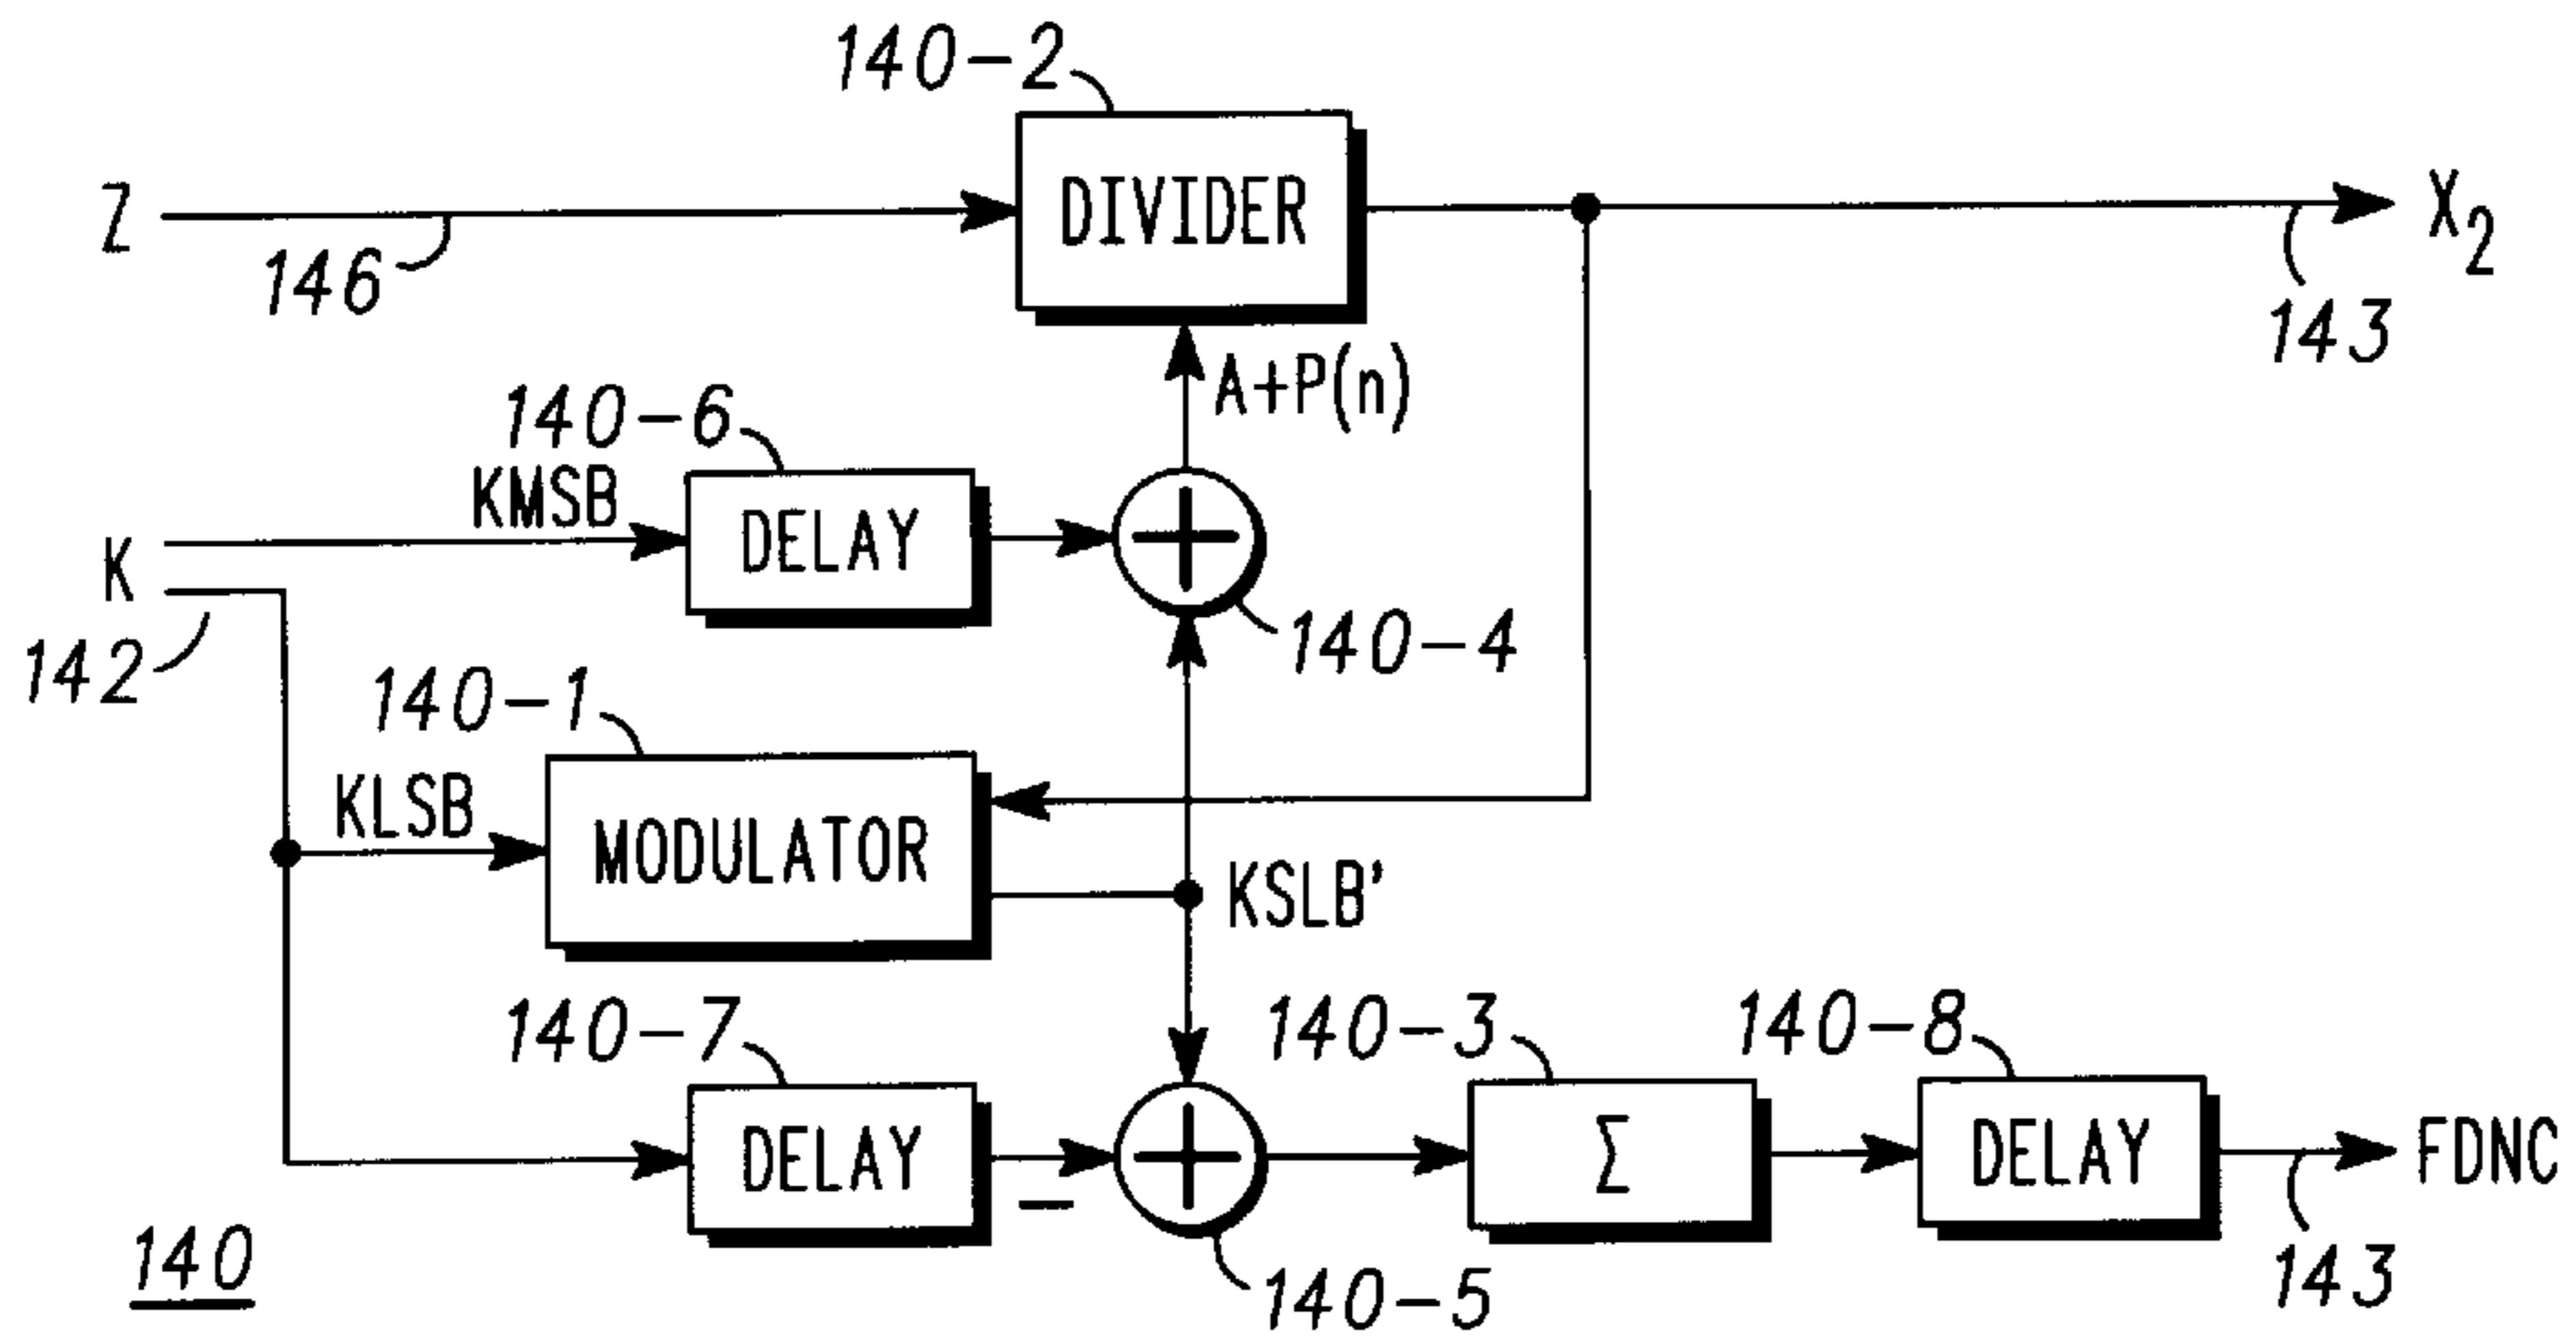 140-2
Z
DIVIDER
X2
146
143
A+P(n)
140-6
KMSB
DELAY
K
142
140-4
140-1
KLSB
MODULATOR
KSLB'
140-7
140-3
140-8
DELAY
–
Σ
DELAY
FDNC
140
140-5
143